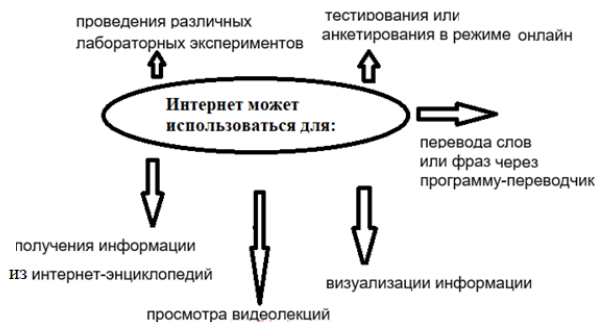 проведения различных
лабораторных экспериментов
тестирования или
анкетирования в режиме онлайн
Интернет может
использоваться для:
перевода слов
или фраз через
программу-переводчик
получения информации
из интернет-энциклопедий
визуализации информации
просмотра видеолекций